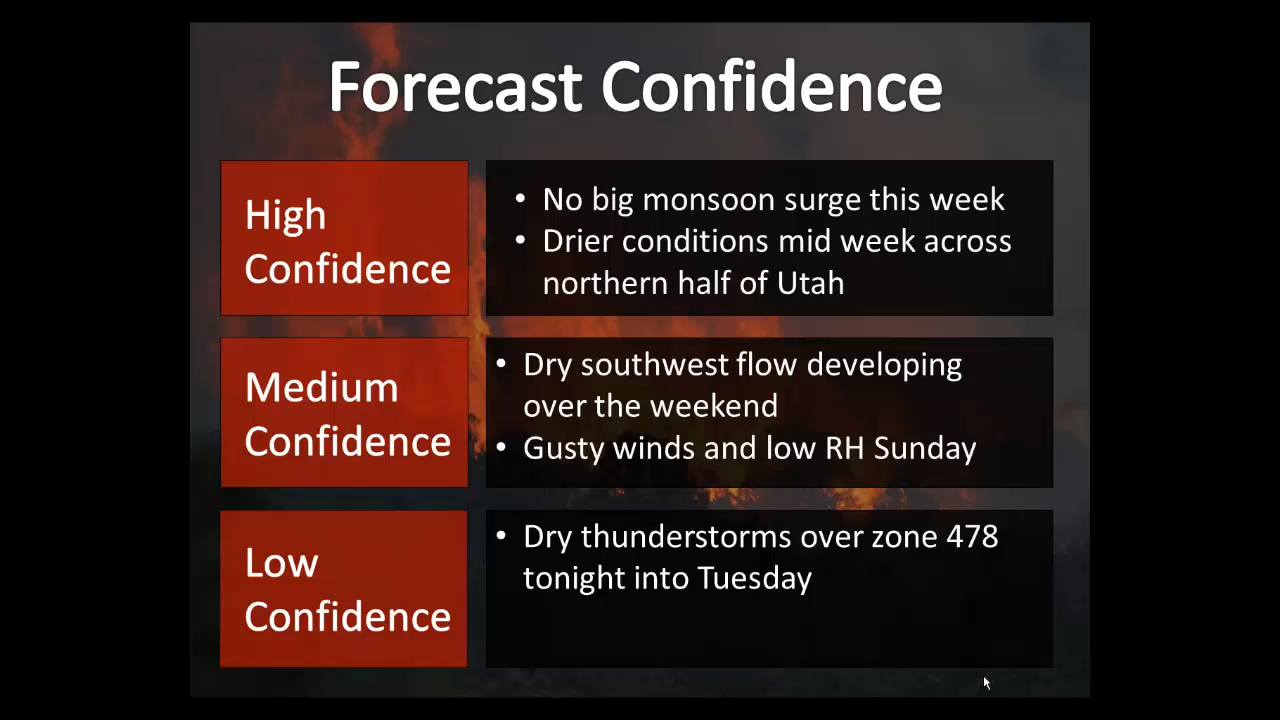 Forecast Confidence
High
Confidence
• No big monsoon surge this week
• Drier conditions mid week across
northern half of Utah
Medium
Confidence
• Dry southwest flow developing
over the weekend
• Gusty winds and low RH Sunday
Low
Confidence
• Dry thunderstorms over zone 478
tonight into Tuesday